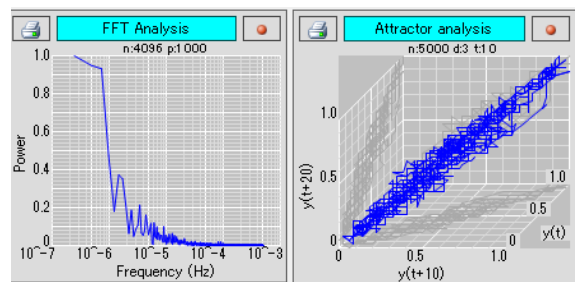 FFT Analysis
n:4096 p:1000
1.0
0.8
0.6
0.4
0.2
0.0
Power
10^-7
10^-6
10^-5
10^-4
10^-3
Frequency (Hz)
Attractor analysis
n:5000 d:3 t:10
1.0
0.5
0
y(t+20)
0
0.5
1.0
y(t+10)
0
0.5
1.0
y(t)